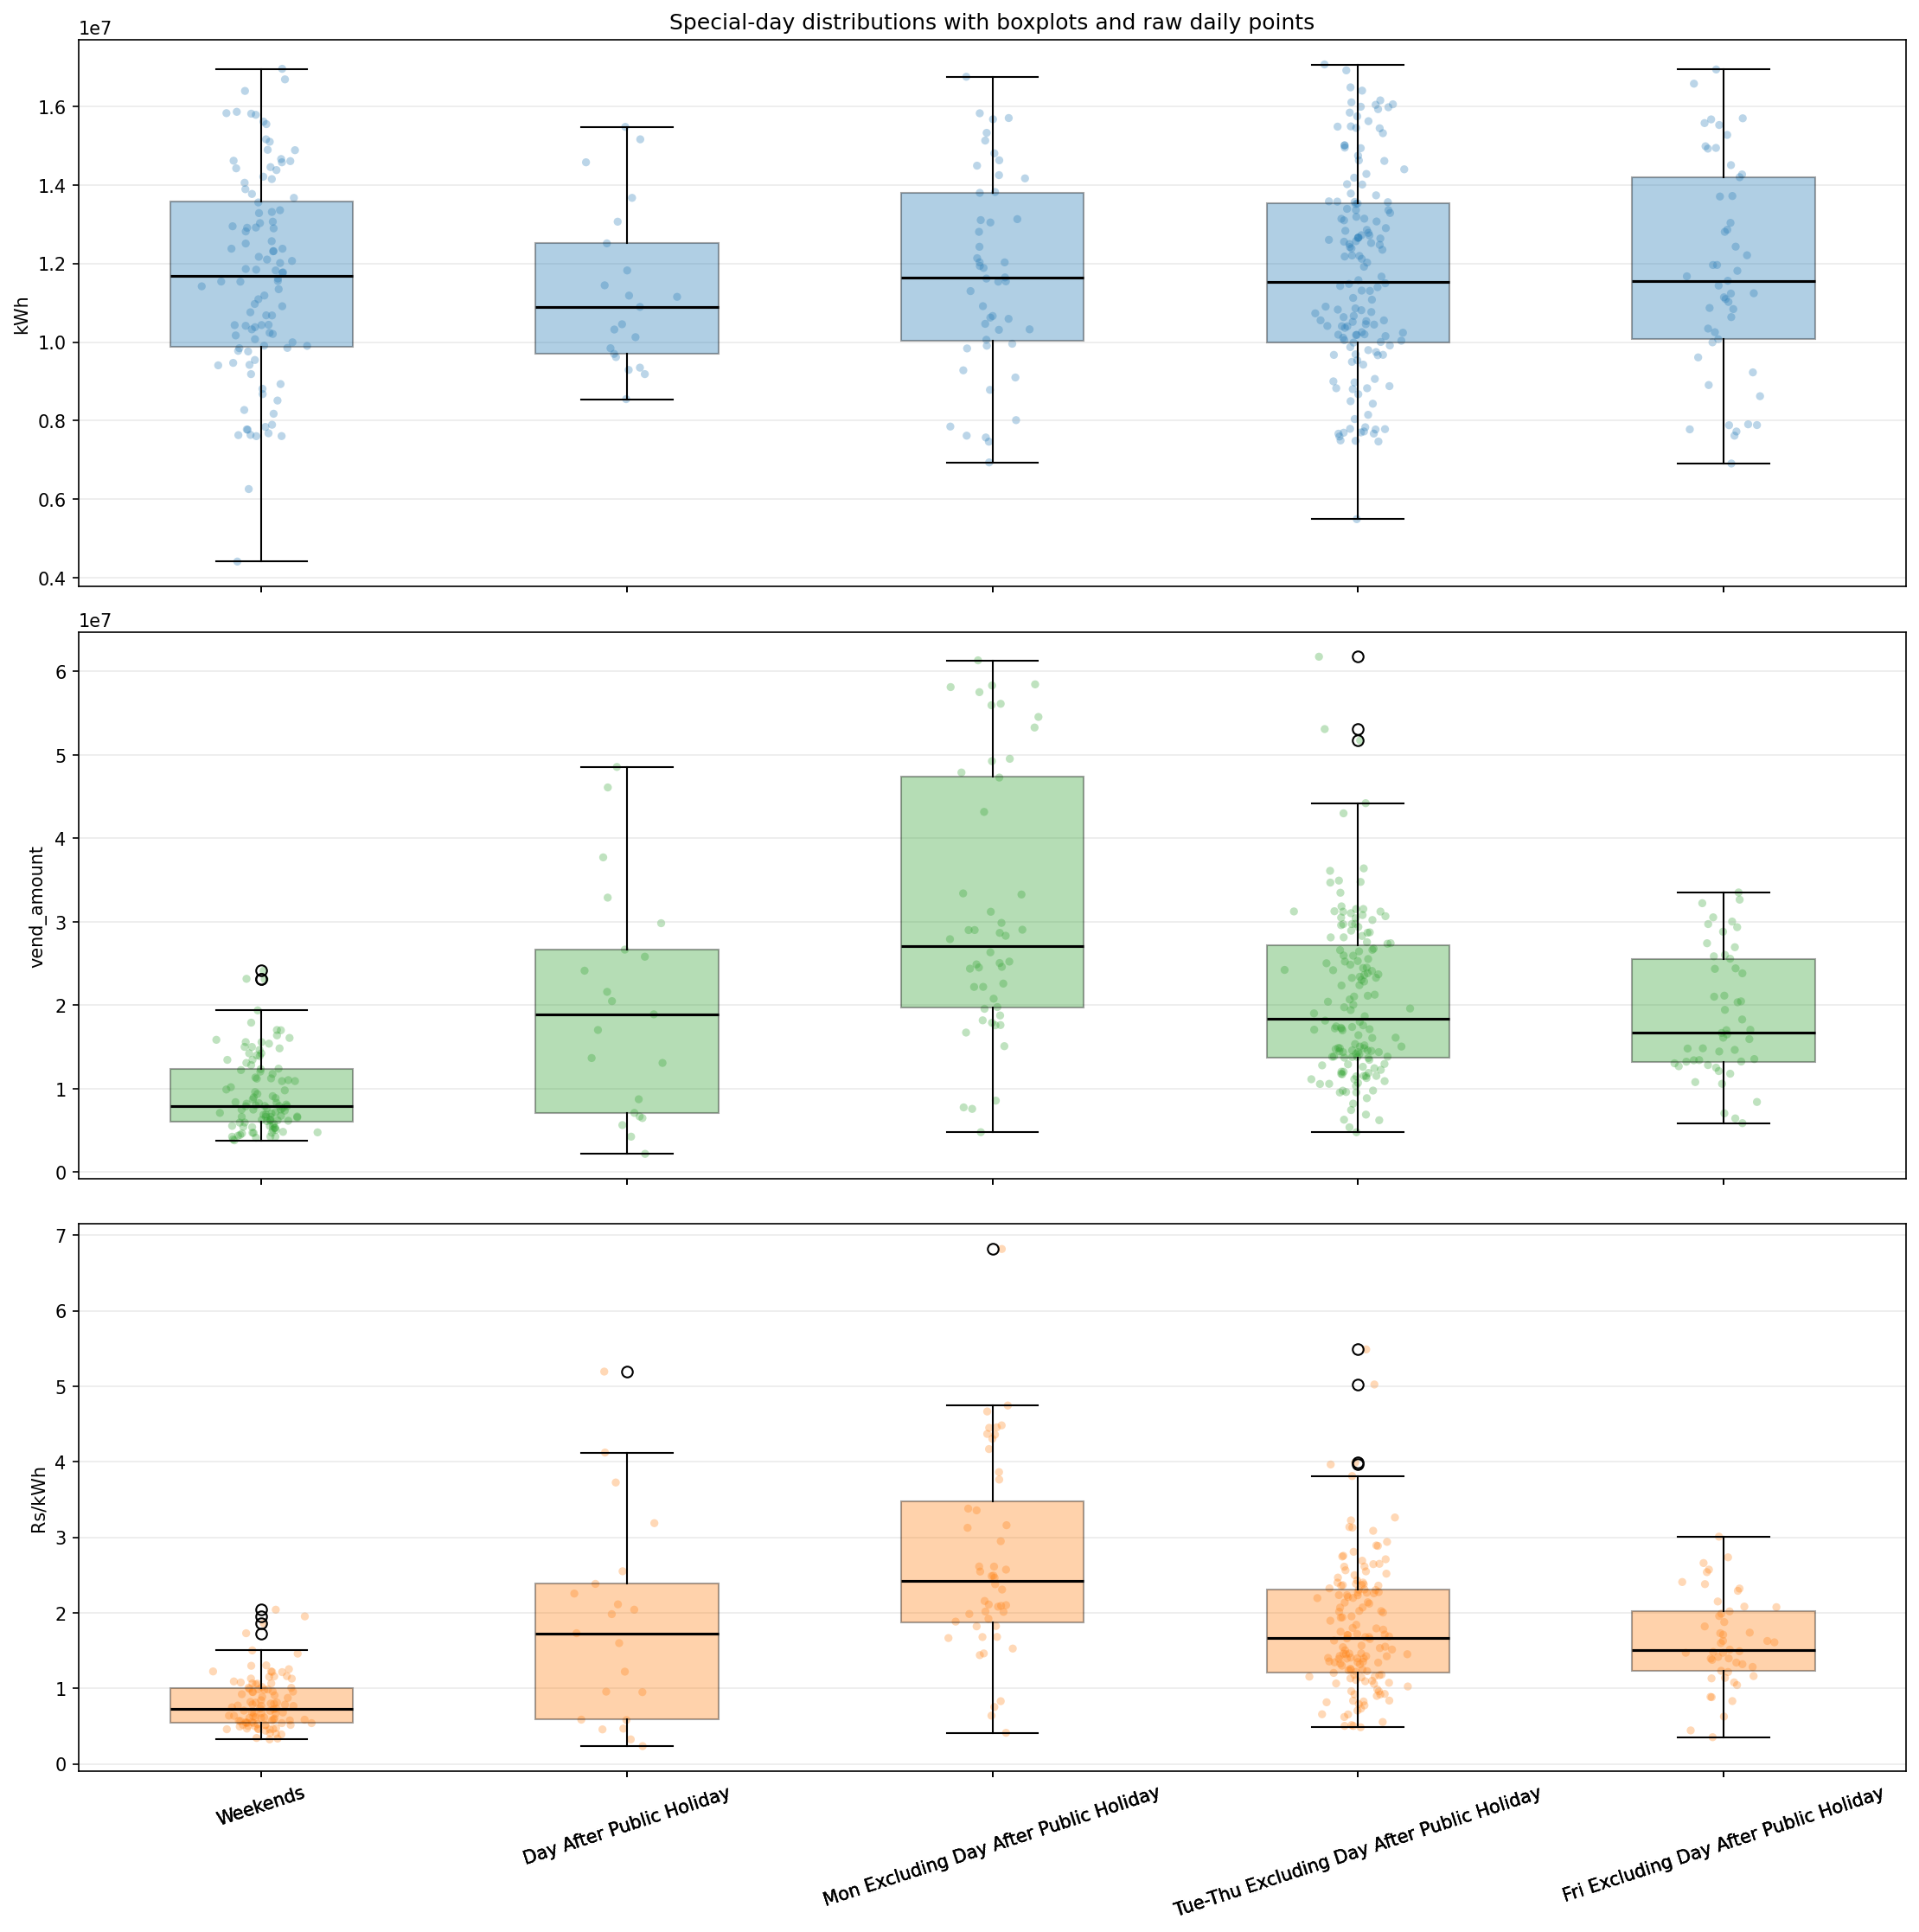 Special-day distributions with boxplots and raw daily points
1e7
1.6
1.4
1.2
1.0
0.8
0.6
0.4
kWh
1e7
6
5
4
3
2
1
0
vend_amount
7
6
5
4
3
2
1
0
Rs/kWh
Weekends
Day After Public Holiday
Mon Excluding Day After Public Holiday
Tue-Thu Excluding Day After Public Holiday
Fri Excluding Day After Public Holiday